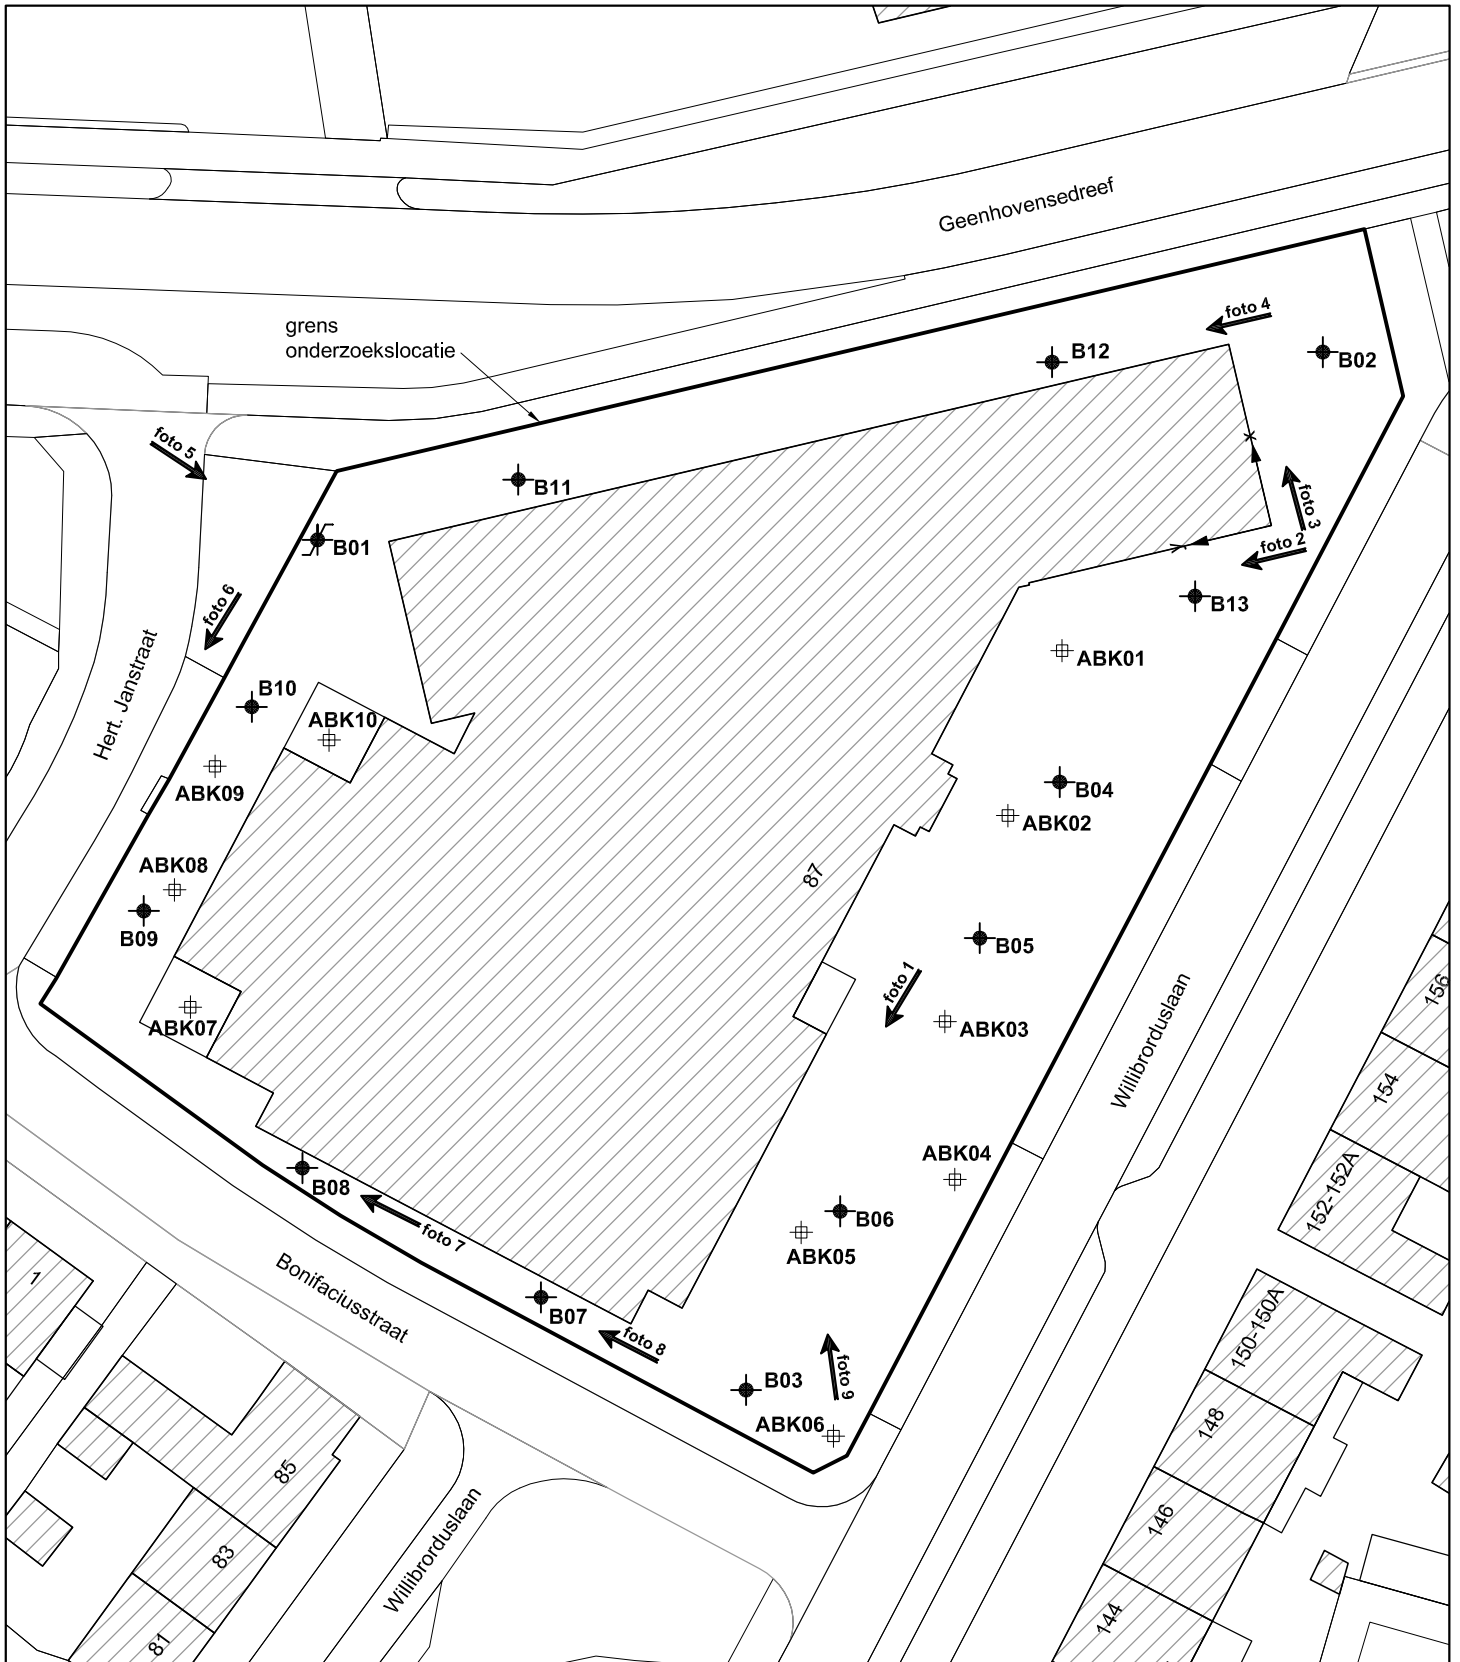 Geenhovensedreef
grens
onderzoekslocatie
foto 4
B12
B02
foto 5
B11
foto 3
foto 2
B01
B13
foto 6
ABK01
Hert. Janstraat
B10
ABK10
ABK09
B04
ABK02
ABK08
87
B09
B05
foto 1
ABK07
ABK03
Willibrorduslaan
156
154
ABK04
152-152A
B08
B06
foto 7
ABK05
Bonifaciusstraat
1
B07
foto 8
150-150A
B03
foto 9
ABK06
148
85
Willibrorduslaan
146
83
144
81